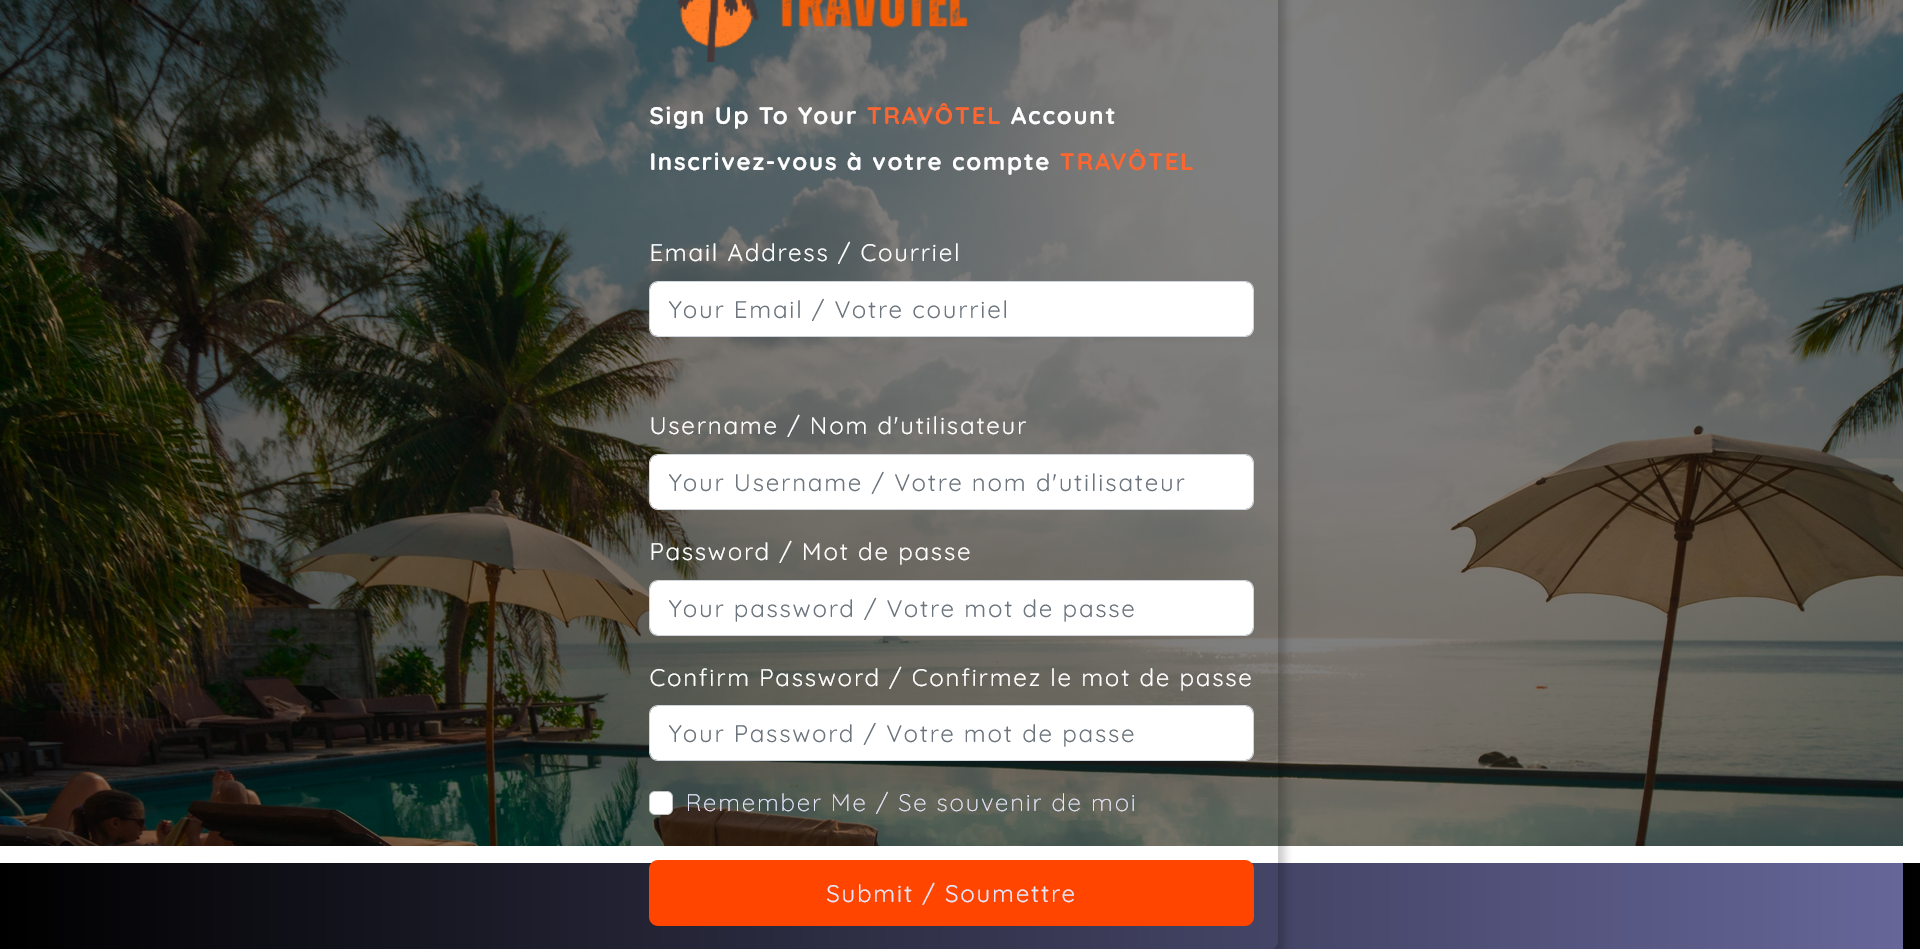 TRAVÔTEL
Sign Up To Your TRAVÔTEL Account
Inscrivez-vous à votre compte TRAVÔTEL
Email Address / Courriel
Your Email / Votre courriel
Username / Nom d'utilisateur
Your Username / Votre nom d'utilisateur
Password / Mot de passe
Your password / Votre mot de passe
Confirm Password / Confirmez le mot de passe
Your Password / Votre mot de passe
Remember Me / Se souvenir de moi
Submit / Soumettre